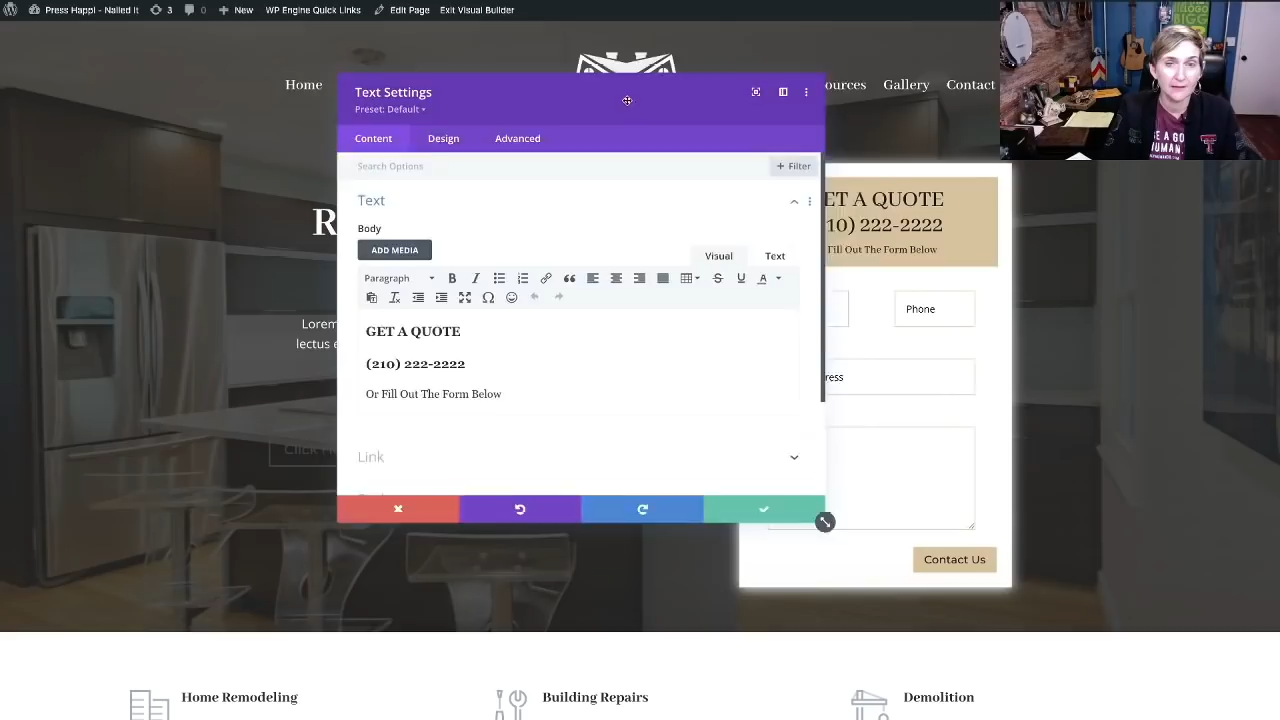 Press Happl - Nailed It 3 0 New WP Engine Quick Links Edit Page Exit Visual Builder
Home
ources Gallery Contact
Text Settings
Preset: Default
Content Design Advanced
Search Options
+ Filter
Text
Body
ADD MEDIA
Visual Text
Paragraph
GET A QUOTE
(210) 222-2222
Or Fill Out The Form Below
Link
R
Lorem
lectus e
ET A QUOTE
10) 222-2222
Fill Out The Form Below
Phone
ress
Contact Us
Home Remodeling
Building Repairs
Demolition